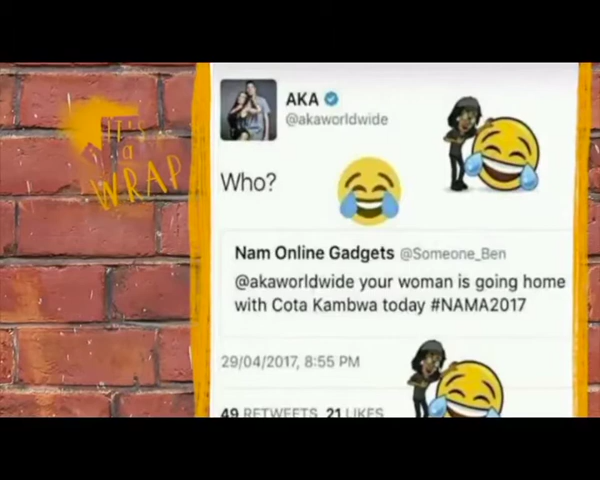 IT'S
a
WRAP
AKA
@akaworldwide
Who?
Nam Online Gadgets @Someone_Ben
@akaworldwide your woman is going home
with Cota Kambwa today #NAMA2017
29/04/2017, 8:55 PM
49 RETWEETS 21 LIKES